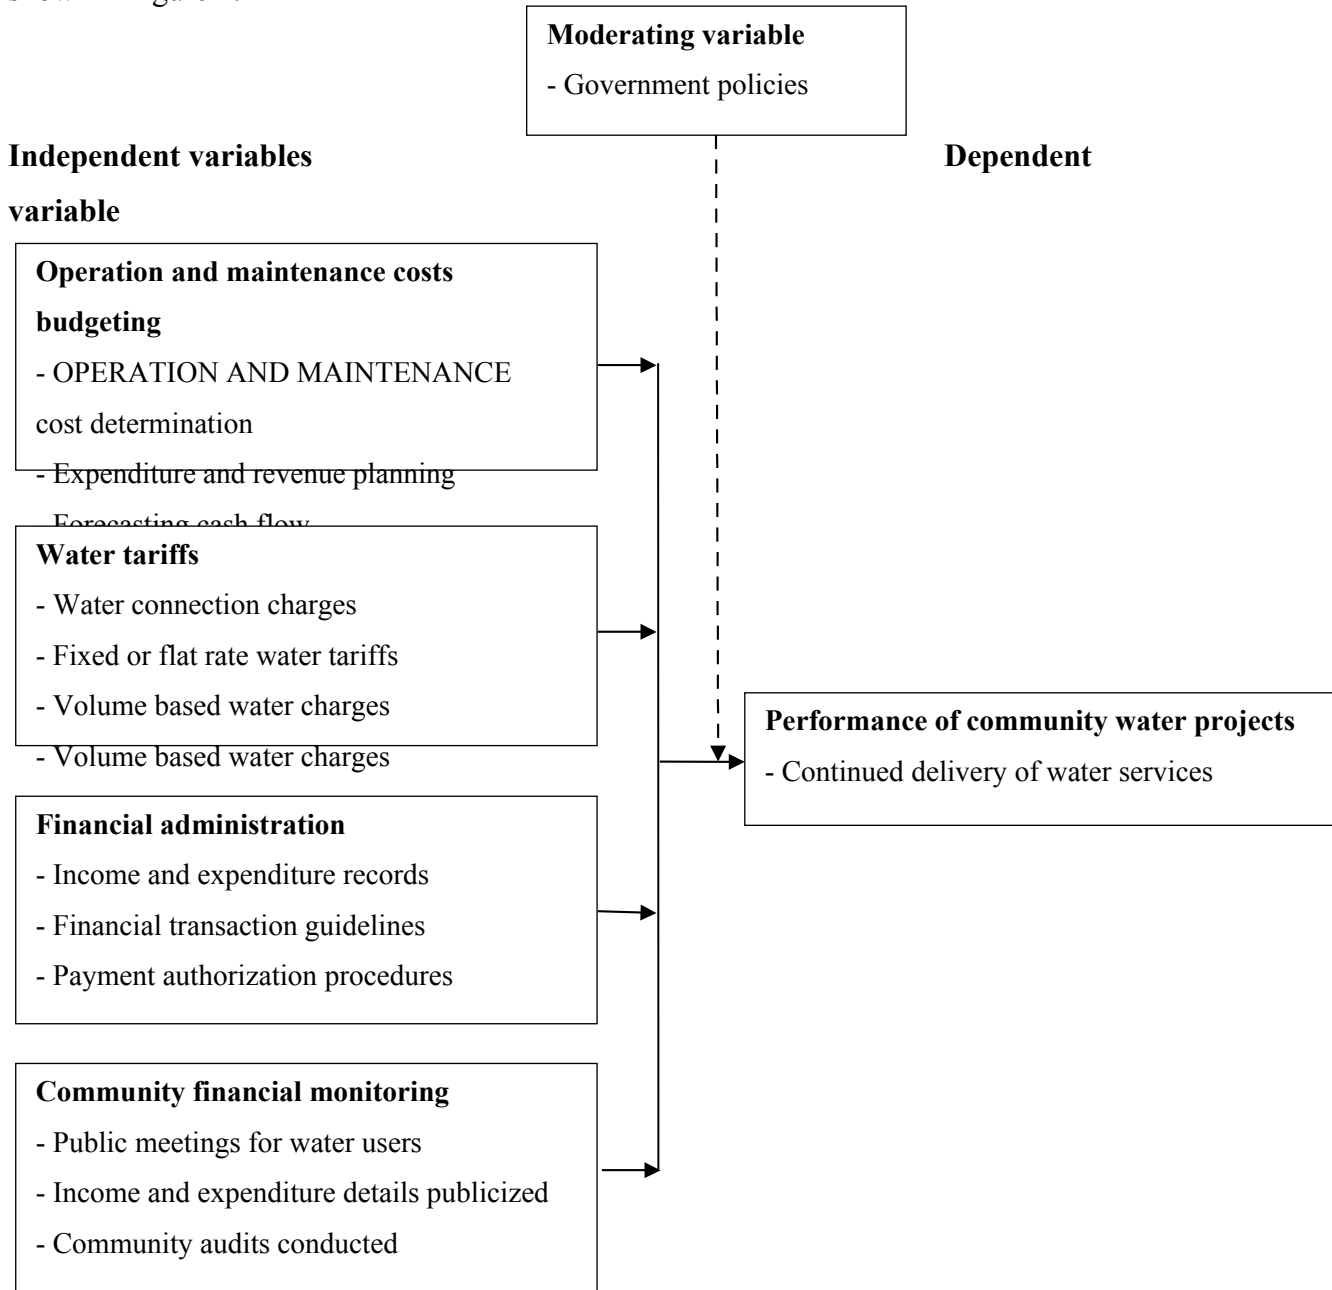 Moderating variable
- Government policies
Independent variables Dependent
variable
Operation and maintenance costs
budgeting
- OPERATION AND MAINTENANCE
cost determination
- Expenditure and revenue planning
- Forecasting cash flow
Water tariffs
- Water connection charges
- Fixed or flat rate water tariffs
- Volume based water charges
- Volume based water charges
Performance of community water projects
- Continued delivery of water services
Financial administration
- Income and expenditure records
- Financial transaction guidelines
- Payment authorization procedures
Community financial monitoring
- Public meetings for water users
- Income and expenditure details publicized
- Community audits conducted